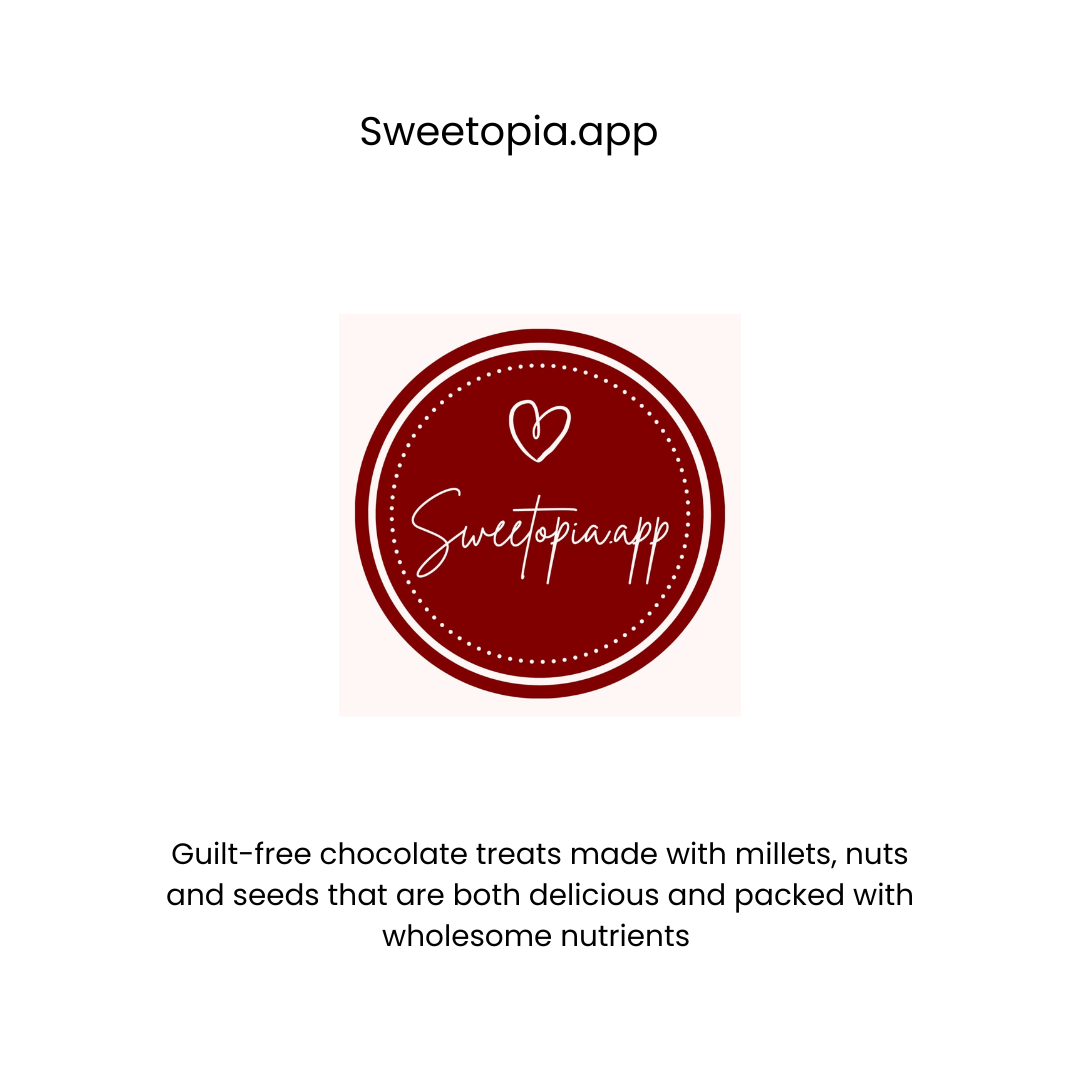 Sweetopia.app
Sweetopia.app
Guilt-free chocolate treats made with millets, nuts
and seeds that are both delicious and packed with
wholesome nutrients